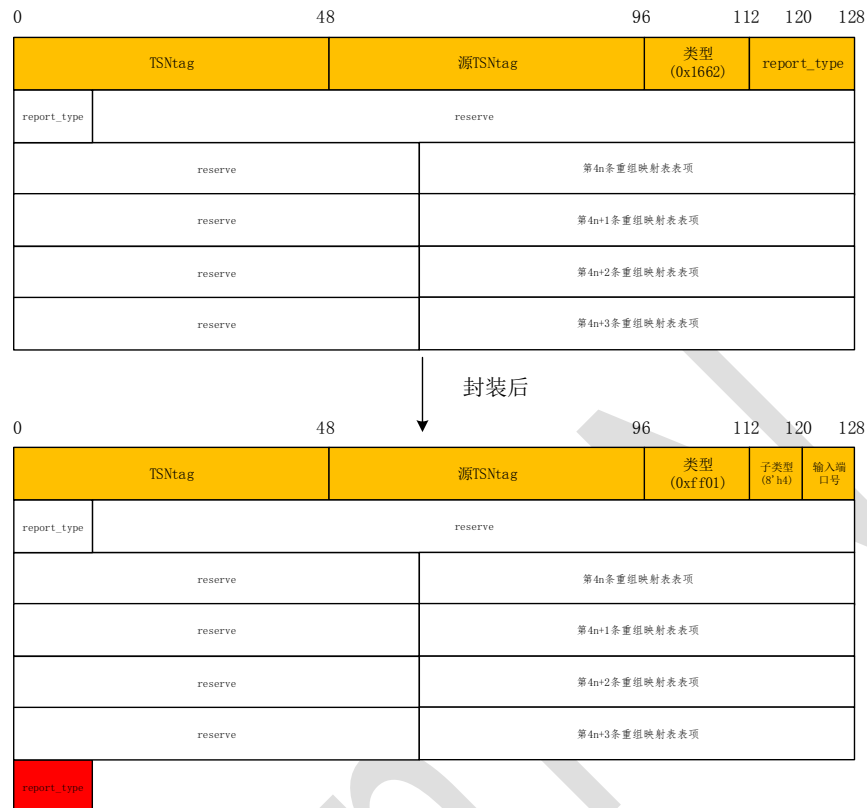 0 48 96 112 120 128
TSNtag 源TSNtag 类型 (0x1662) report_type
report_type reserve
reserve 第4n条重组映射表表项
reserve 第4n+1条重组映射表表项
reserve 第4n+2条重组映射表表项
reserve 第4n+3条重组映射表表项
封装后
0 48 96 112 120 128
TSNtag 源TSNtag 类型 (0xff01) 子类型 (8'h4) 输入端口号
report_type reserve
reserve 第4n条重组映射表表项
reserve 第4n+1条重组映射表表项
reserve 第4n+2条重组映射表表项
reserve 第4n+3条重组映射表表项
report_type